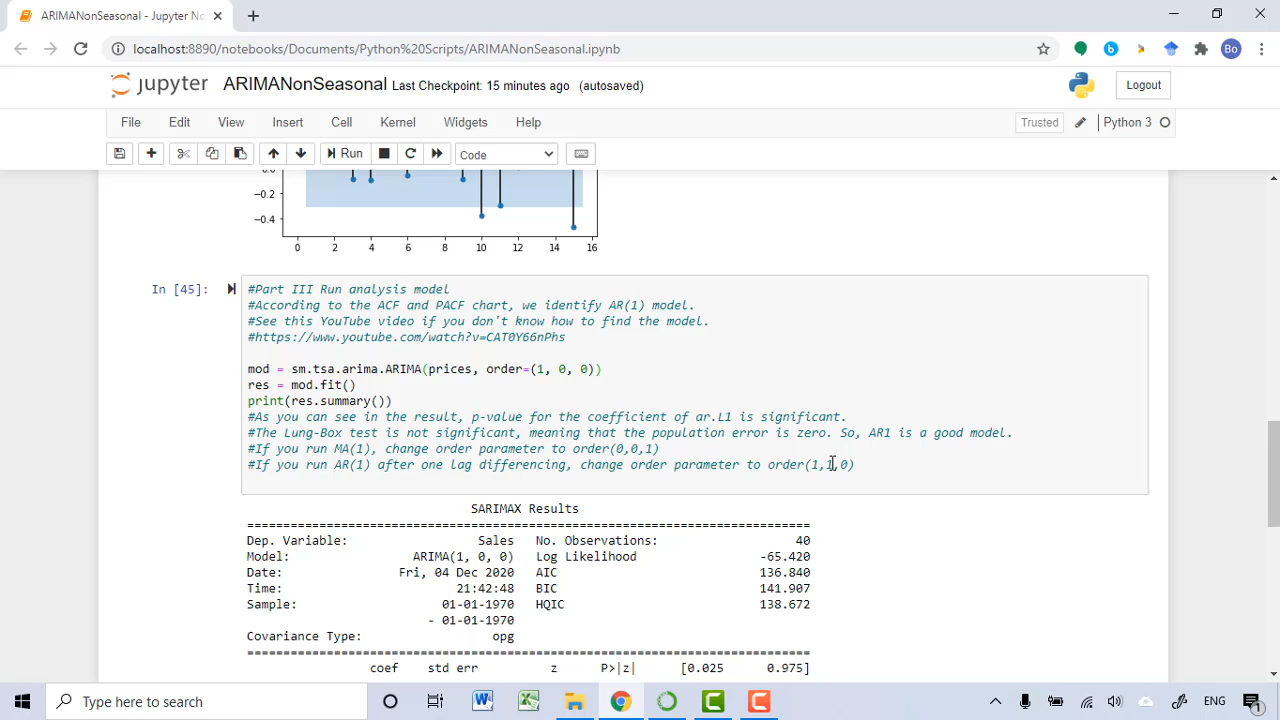 ARIMANonSeasonal - Jupyter No
localhost:8890/notebooks/Documents/Python%20Scripts/ARIMANonSeasonal.ipynb
Bo
jupyter ARIMANonSeasonal Last Checkpoint: 15 minutes ago (autosaved)
Logout
File Edit View Insert Cell Kernel Widgets Help
Trusted Python 3
Run Code
0.0
−0.2
−0.4
0 2 4 6 8 10 12 14 16
In [45]:
#Part III Run analysis model
#According to the ACF and PACF chart, we identify AR(1) model.
#See this YouTube video if you don't know how to find the model.
#https://www.youtube.com/watch?v=CAT0Y66nPhs
mod = sm.tsa.arima.ARIMA(prices, order=(1, 0, 0))
res = mod.fit()
print(res.summary())
#As you can see in the result, p-value for the coefficient of ar.L1 is significant.
#The Lung-Box test is not significant, meaning that the population error is zero. So, AR1 is a good model.
#If you run MA(1), change order parameter to order(0,0,1)
#If you run AR(1) after one lag differencing, change order parameter to order(1,1,0)
SARIMAX Results
==============================================================================
Dep. Variable: Sales No. Observations: 40
Model: ARIMA(1, 0, 0) Log Likelihood -65.420
Date: Fri, 04 Dec 2020 AIC 136.840
Time: 21:42:48 BIC 141.907
Sample: 01-01-1970 HQIC 138.672
- 01-01-1970
Covariance Type: opg
==============================================================================
coef std err z P>|z| [0.025 0.975]
Type here to search
ENG
1